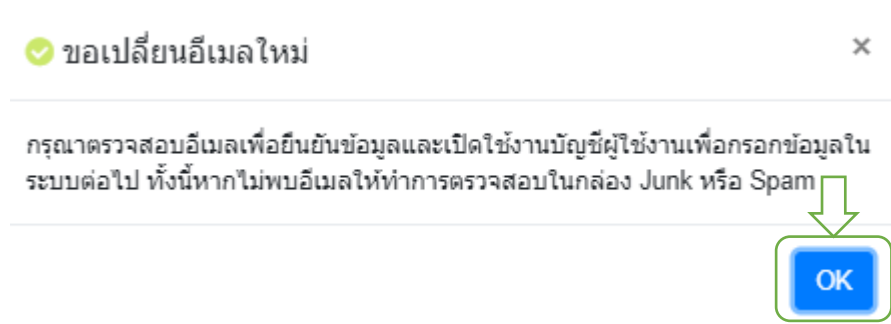 ขอเปลี่ยนอีเมลใหม่
×
กรุณาตรวจสอบอีเมลเพื่อยืนยันข้อมูลและเปิดใช้งานบัญชีผู้ใช้งานเพื่อกรอกข้อมูลใน
ระบบต่อไป ทั้งนี้หากไม่พบอีเมลให้ทำการตรวจสอบในกล่อง Junk หรือ Spam
OK